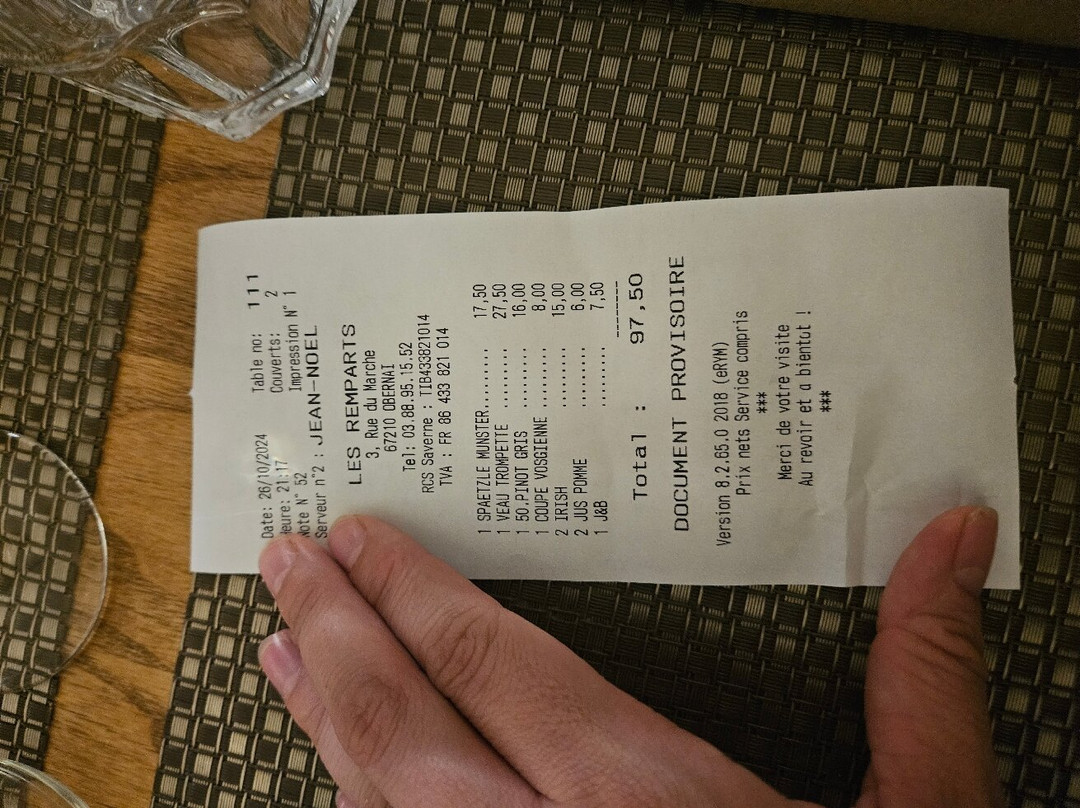 Date: 26/10/2024 Table no: 111
Heure: 21:17 Couverts: 2
Note N° 52 Impression N° 1
Serveur n°2 : JEAN-NOEL
LES REMPARTS
3, Rue du Marche
67210 OBERNAI
Tel: 03.88.95.15.52
RCS Saverne : TIB433821014
TVA : FR 86 433 821 014
1 SPAETZLE MUNSTER........ 17,50
1 VEAU TROMPETTE ........ 27,50
1 50.PINOT GRIS ........ 16,00
1 COUPE VOSGIENNE ........ 8,00
2 IRISH ........ 15,00
2 JUS POMME ........ 6,00
1 J&B ........ 7,50
--------
Total : 97,50
DOCUMENT PROVISOIRE
Version 8.2.65.0 2018 (eRYM)
Prix nets Service compris
***
Merci de votre visite
Au revoir et a bientut !
***